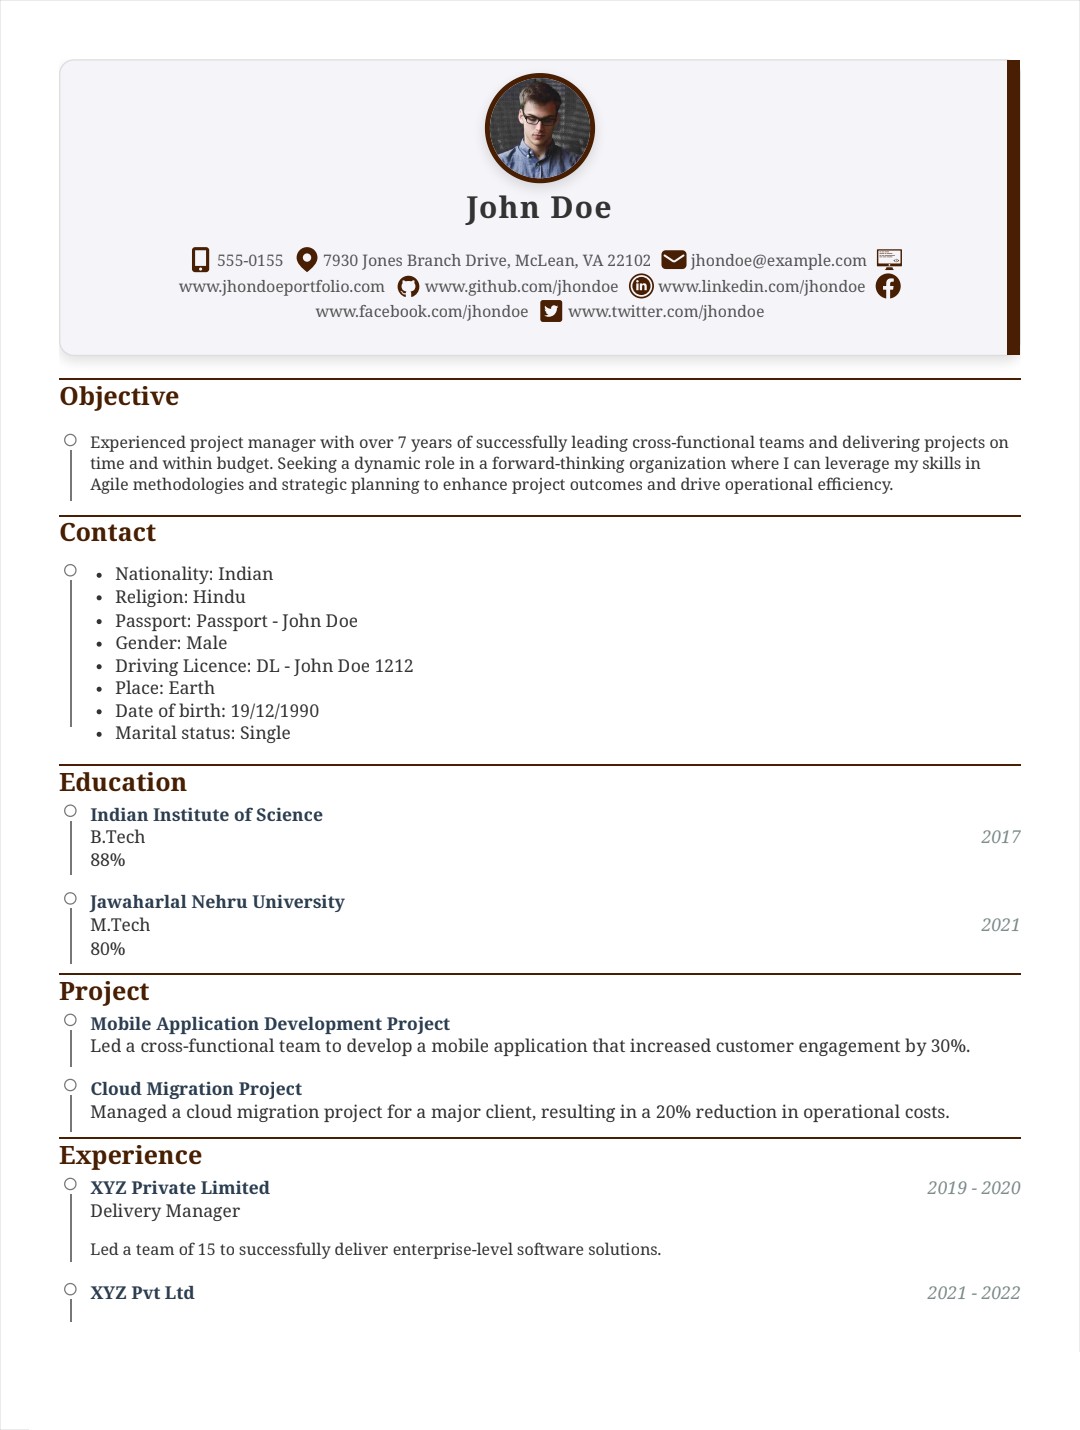 John Doe
555-0155 7930 Jones Branch Drive, McLean, VA 22102 jhondoe@example.com
www.jhondoeportfolio.com www.github.com/jhondoe www.linkedin.com/jhondoe
www.facebook.com/jhondoe www.twitter.com/jhondoe
Objective
Experienced project manager with over 7 years of successfully leading cross-functional teams and delivering projects on
time and within budget. Seeking a dynamic role in a forward-thinking organization where I can leverage my skills in
Agile methodologies and strategic planning to enhance project outcomes and drive operational efficiency.
Contact
• Nationality: Indian
• Religion: Hindu
• Passport: Passport - John Doe
• Gender: Male
• Driving Licence: DL - John Doe 1212
• Place: Earth
• Date of birth: 19/12/1990
• Marital status: Single
Education
Indian Institute of Science
B.Tech 2017
88%
Jawaharlal Nehru University
M.Tech 2021
80%
Project
Mobile Application Development Project
Led a cross-functional team to develop a mobile application that increased customer engagement by 30%.
Cloud Migration Project
Managed a cloud migration project for a major client, resulting in a 20% reduction in operational costs.
Experience
XYZ Private Limited 2019 - 2020
Delivery Manager
Led a team of 15 to successfully deliver enterprise-level software solutions.
XYZ Pvt Ltd 2021 - 2022